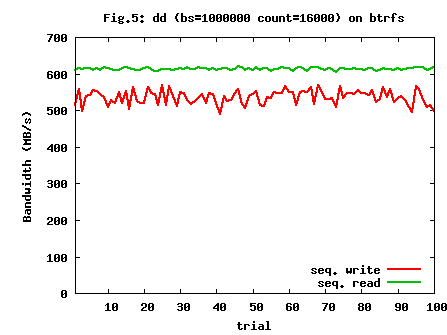 Fig.5: dd (bs=1000000 count=16000) on btrfs
700
600
500
400
300
200
100
0
Bandwidth (MB/s)
seq. write
seq. read
10 20 30 40 50 60 70 80 90 100
trial